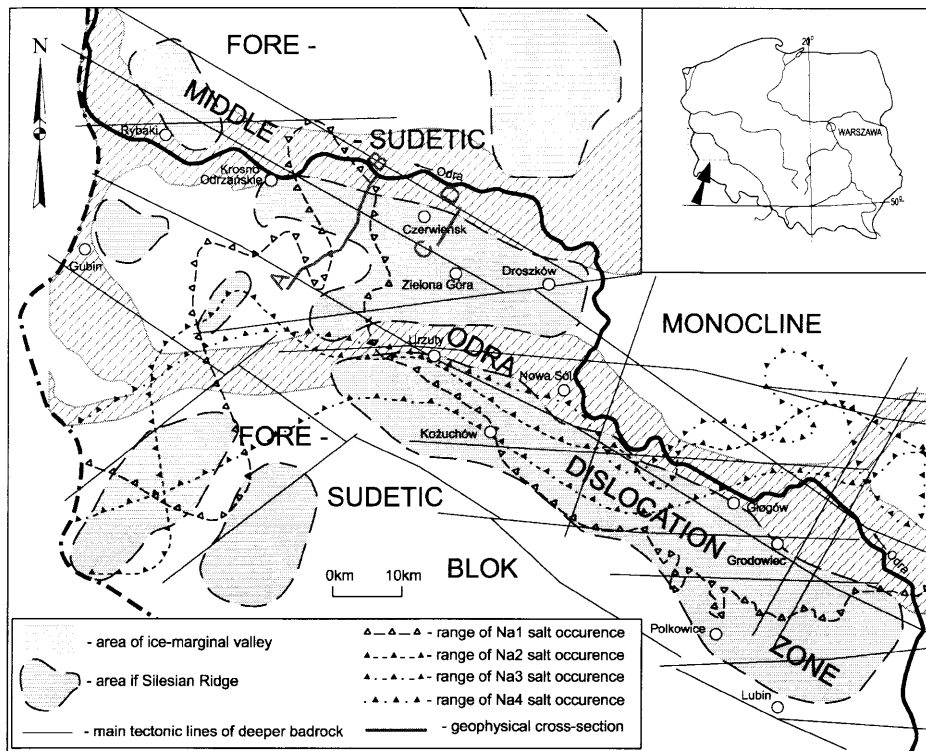 N
FORE -
MIDDLE
- SUDETIC
MONOCLINE
Rybaki
Krosno
Odrzańskie
Odra
B
D
A
C
Czerwieńsk
Gubin
Zielona Góra
Droszków
Urzuty
ODRA
Nowa Sól
FORE -
SUDETIC
BLOK
Kożuchów
DISLOCATION
ZONE
Głogów
Grodowiec
Odra
Polkowice
Lubin
0km 10km
20°
WARSZAWA
50°
- area of ice-marginal valley
- area if Silesian Ridge
- main tectonic lines of deeper badrock
- range of Na1 salt occurence
- range of Na2 salt occurence
- range of Na3 salt occurence
- range of Na4 salt occurence
- geophysical cross-section